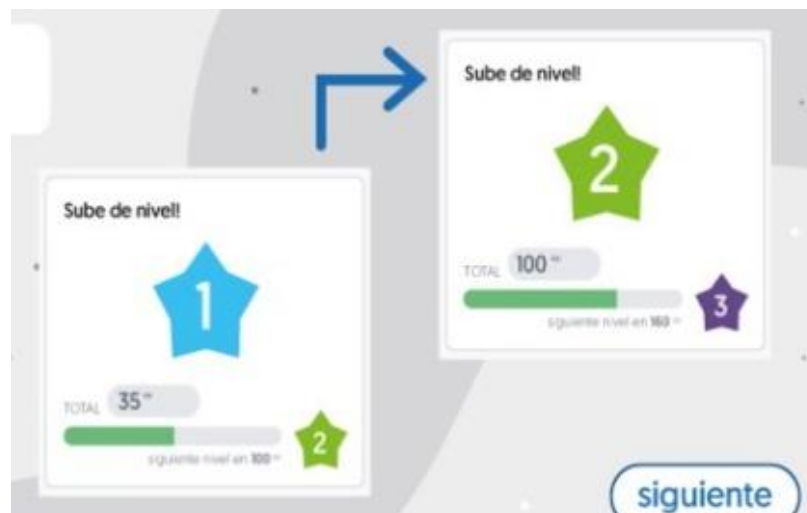 Sube de nivel!
2
TOTAL 100
3
siguiente nivel en 160
Sube de nivel!
1
TOTAL 35
2
siguiente nivel en 100
siguiente